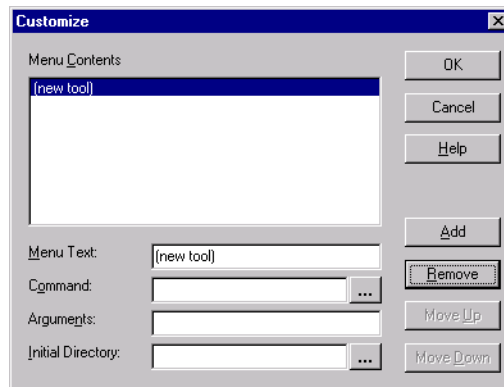 Customize
Menu Contents
(new tool)
OK
Cancel
Help
Add
Menu Text:
(new tool)
Remove
Command:
...
Arguments:
Move Up
Initial Directory:
...
Move Down